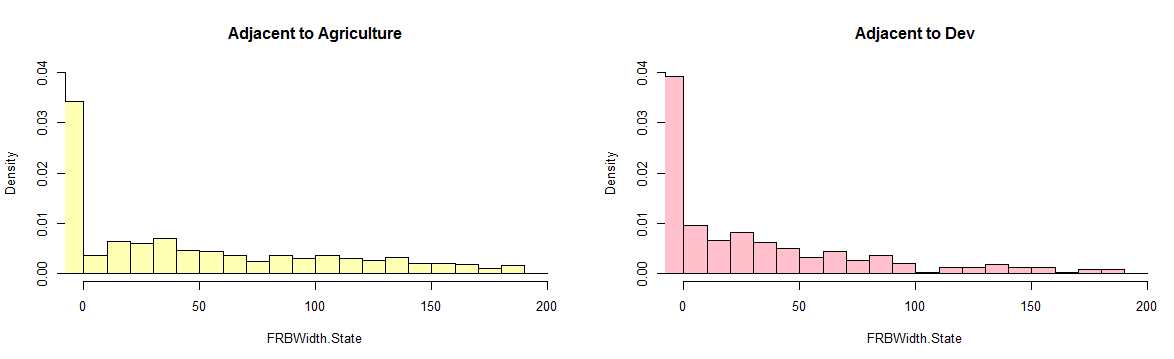 Adjacent to Agriculture
Density
0.00 0.01 0.02 0.03 0.04
0 50 100 150 200
FRBWidth.State
Adjacent to Dev
Density
0.00 0.01 0.02 0.03 0.04
0 50 100 150 200
FRBWidth.State